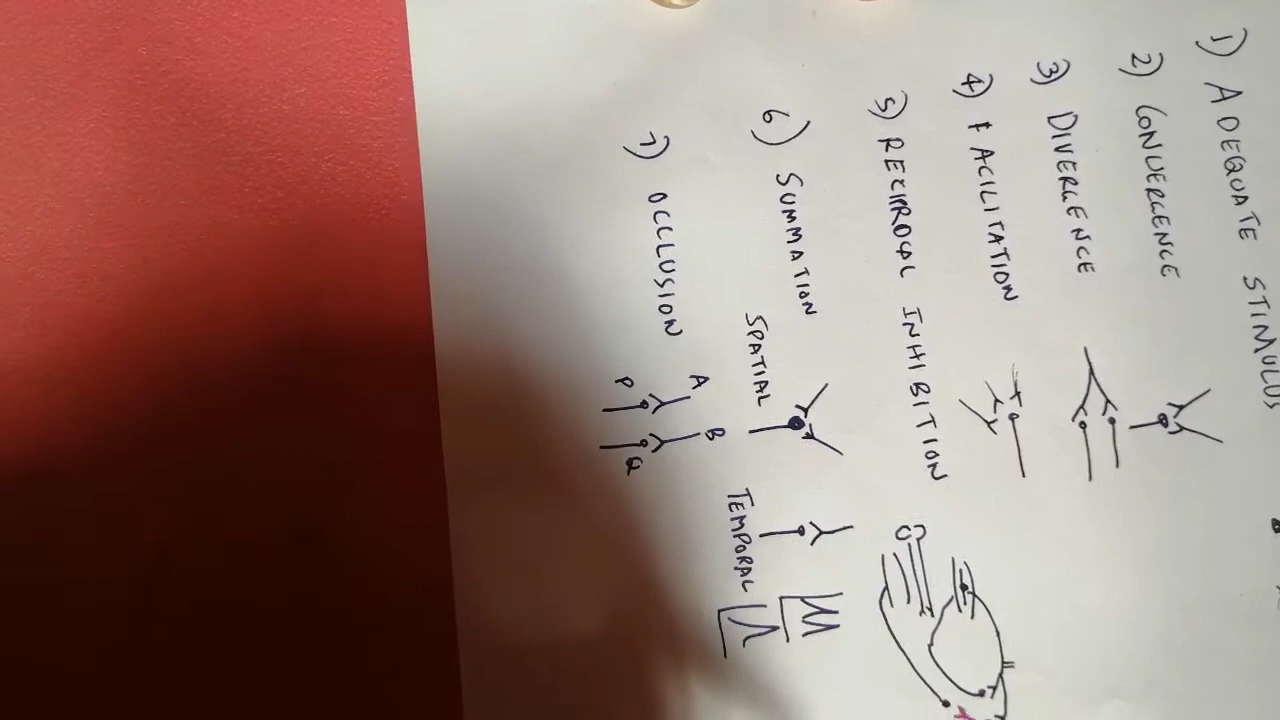 1) ADEQUATE STIMULUS
2) CONVERGENCE
3) DIVERGENCE
4) FACILITATION
5) RECIPROCAL INHIBITION
6) SUMMATION
SPATIAL
TEMPORAL
7) OCCLUSION
A B
P Q